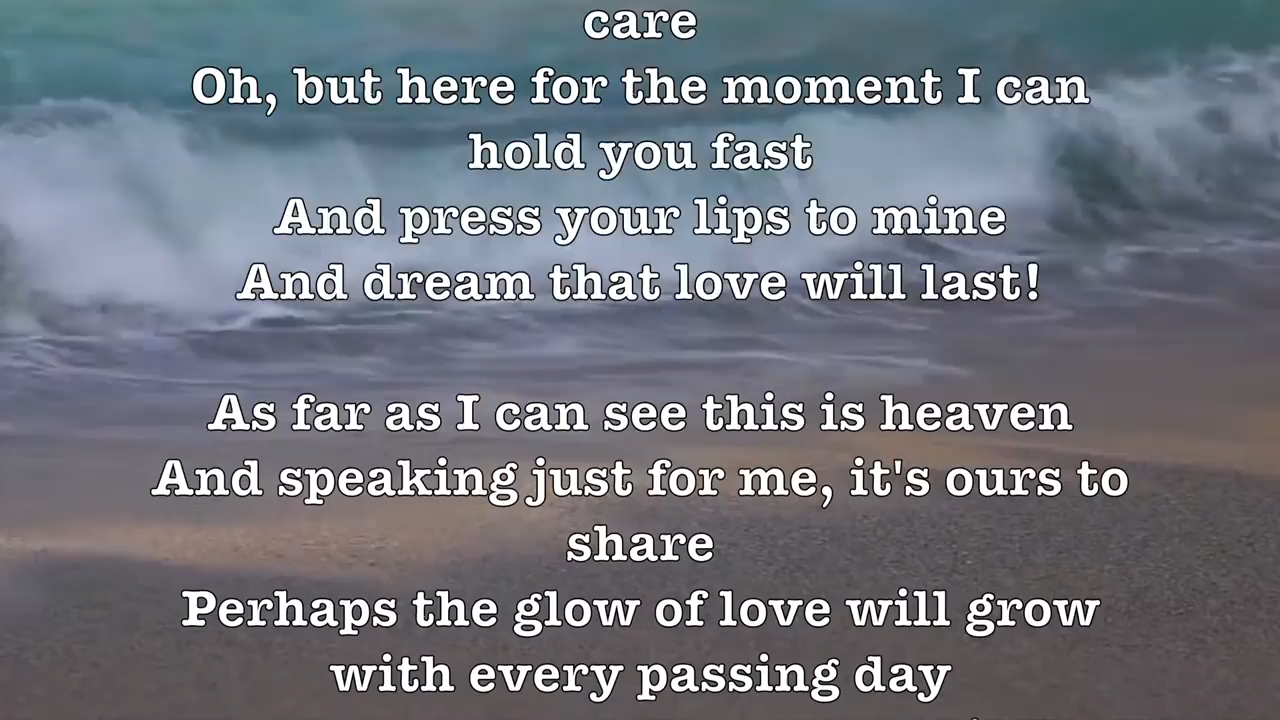 care
Oh, but here for the moment I can
hold you fast
And press your lips to mine
And dream that love will last!
As far as I can see this is heaven
And speaking just for me, it's ours to
share
Perhaps the glow of love will grow
with every passing day